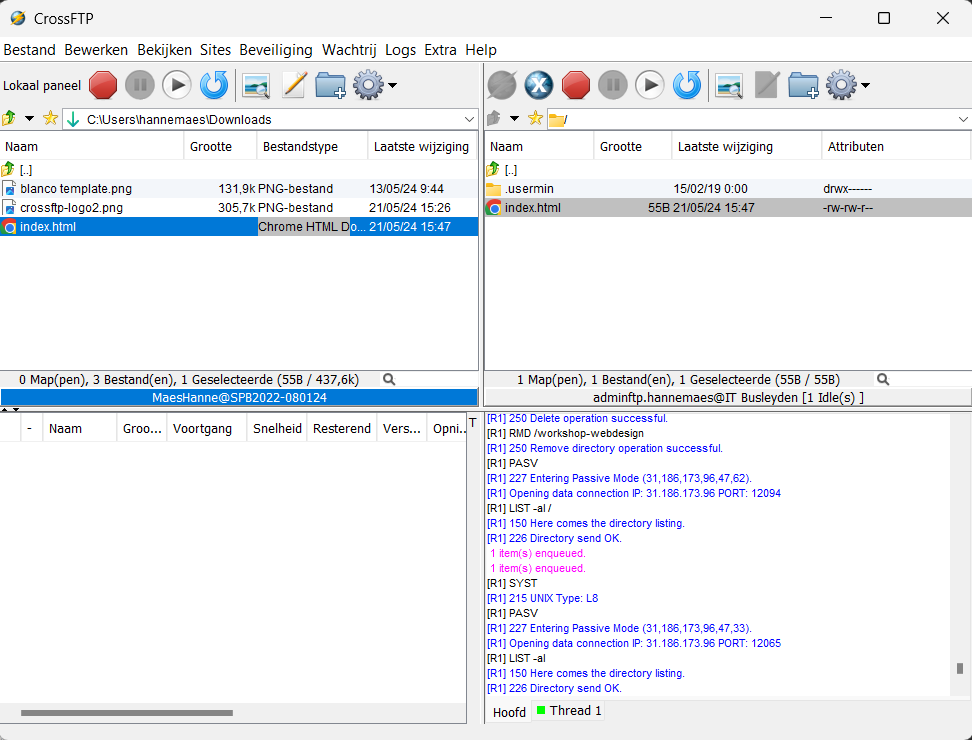 CrossFTP
Bestand Bewerken Bekijken Sites Beveiliging Wachtrij Logs Extra Help
Lokaal paneel
C:\Users\hannemaes\Downloads
Naam Grootte Bestandstype Laatste wijziging
[..]
blanco template.png 131,9k PNG-bestand 13/05/24 9:44
crossftp-logo2.png 305,7k PNG-bestand 21/05/24 15:26
index.html Chrome HTML Do... 21/05/24 15:47
0 Map(pen), 3 Bestand(en), 1 Geselecteerde (55B / 437,6k)
MaesHanne@SPB2022-080124
/
Naam Grootte Laatste wijziging Attributen
[..]
.usermin 15/02/19 0:00 drwx------
index.html 55B 21/05/24 15:47 -rw-rw-r--
1 Map(pen), 1 Bestand(en), 1 Geselecteerde (55B / 55B)
adminftp.hannemaes@IT Busleyden [1 Idle(s) ]
- Naam Groo... Voortgang Snelheid Resterend Vers... Opni... T
[R1] 250 Delete operation successful.
[R1] RMD /workshop-webdesign
[R1] 250 Remove directory operation successful.
[R1] PASV
[R1] 227 Entering Passive Mode (31,186,173,96,47,62).
[R1] Opening data connection IP: 31.186.173.96 PORT: 12094
[R1] LIST -al /
[R1] 150 Here comes the directory listing.
[R1] 226 Directory send OK.
1 item(s) enqueued.
1 item(s) enqueued.
[R1] SYST
[R1] 215 UNIX Type: L8
[R1] PASV
[R1] 227 Entering Passive Mode (31,186,173,96,47,33).
[R1] Opening data connection IP: 31.186.173.96 PORT: 12065
[R1] LIST -al
[R1] 150 Here comes the directory listing.
[R1] 226 Directory send OK.
Hoofd Thread 1